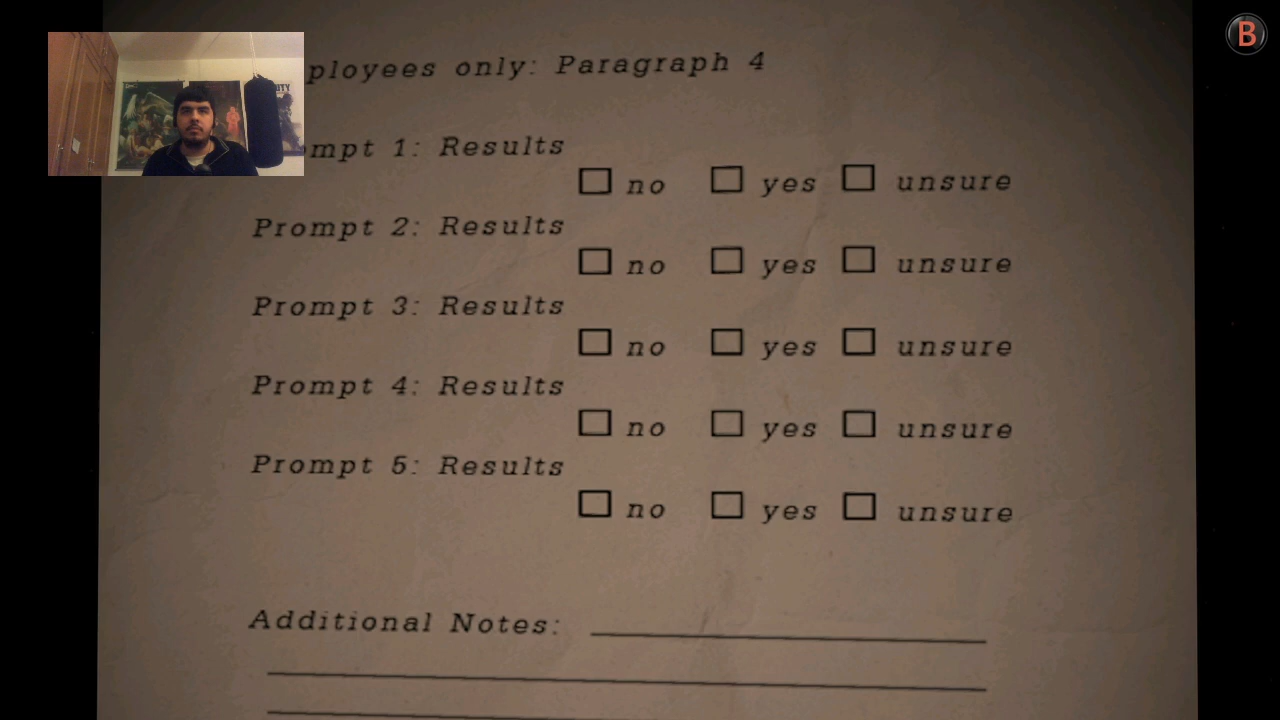 ployees only: Paragraph 4
B
mpt 1: Results
no yes unsure
Prompt 2: Results
no yes unsure
Prompt 3: Results
no yes unsure
Prompt 4: Results
no yes unsure
Prompt 5: Results
no yes unsure
Additional Notes: